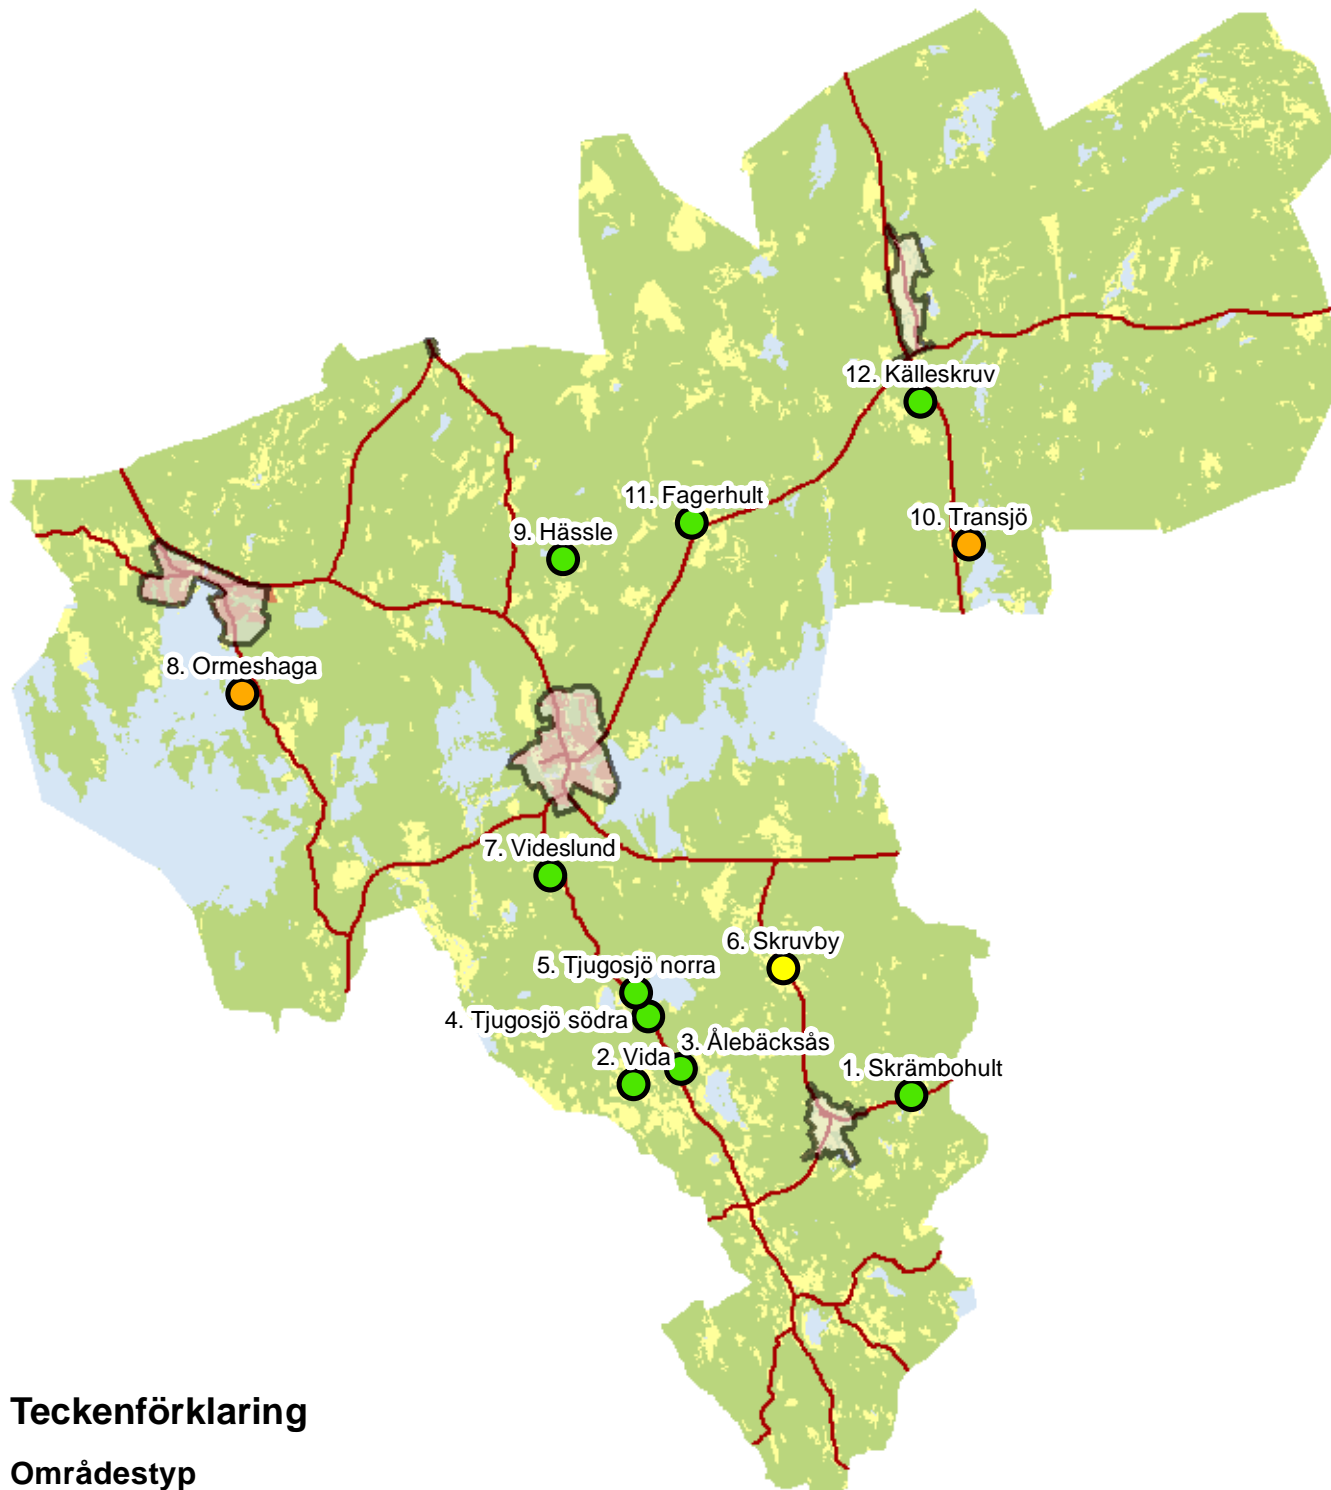 12. Källeskruv
11. Fagerhult
10. Transjö
9. Hässle
8. Ormeshaga
7. Videslund
6. Skruvby
5. Tjugosjö norra
4. Tjugosjö södra
3. Ålebäcksås
2. Vida
1. Skrämbohult
Teckenförklaring
Områdestyp